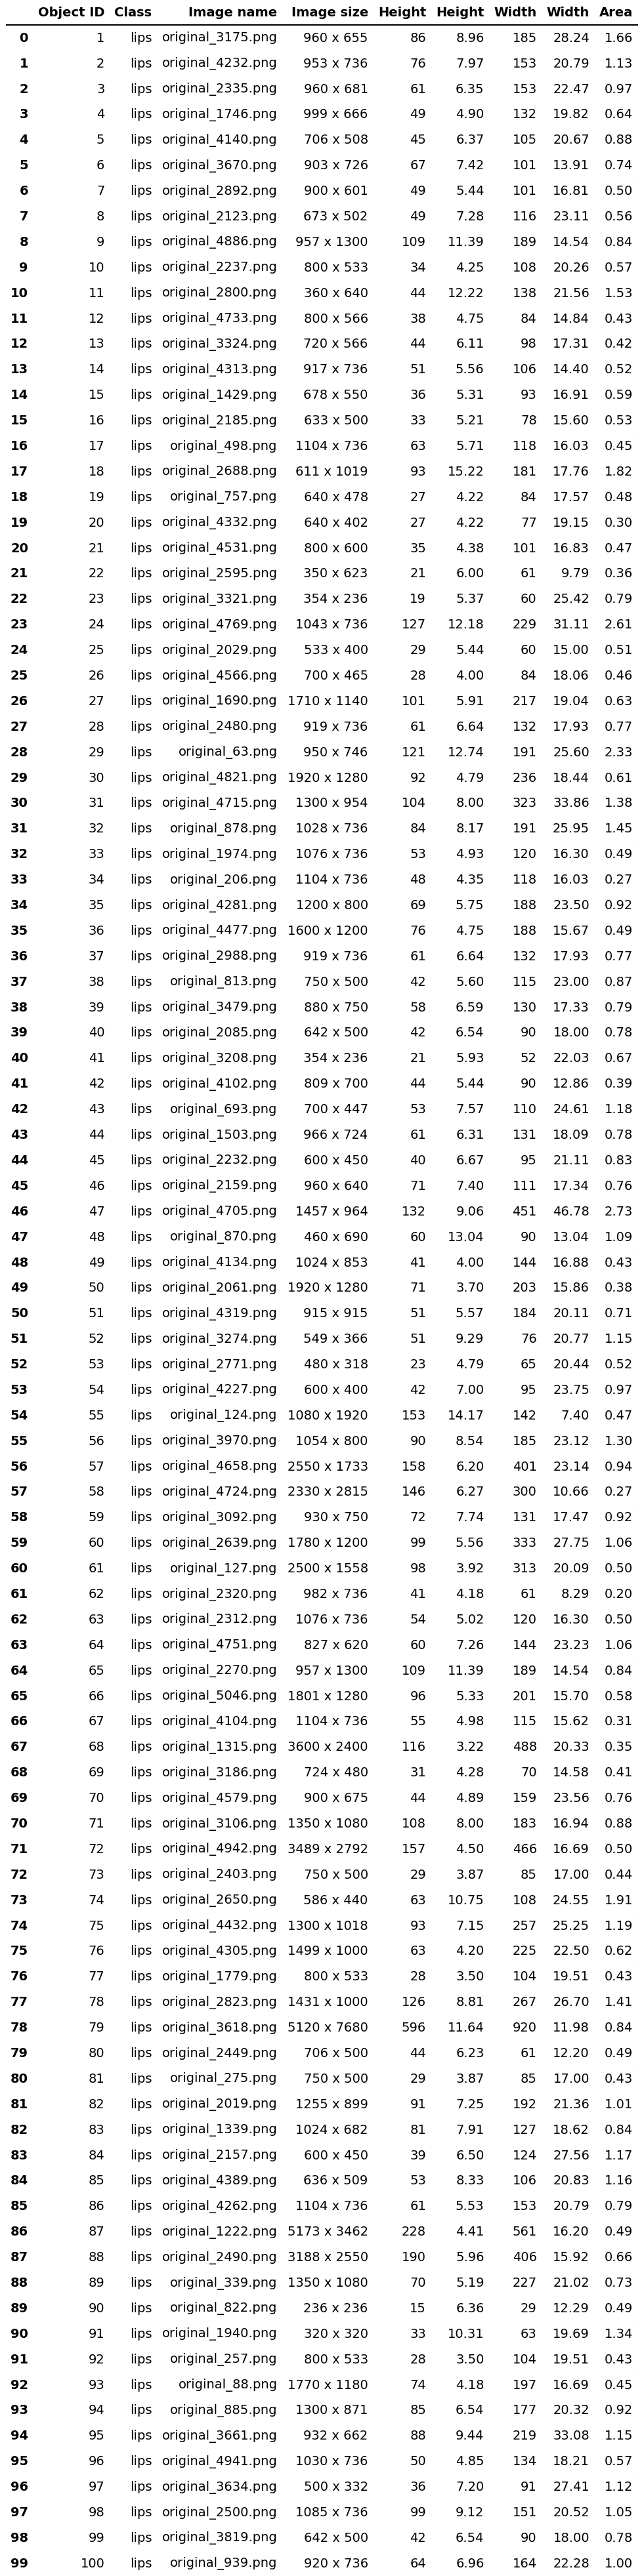 Object ID Class Image name Image size Height Height Width Width Area
0 1 lips original_3175.png 960 x 655 86 8.96 185 28.24 1.66
1 2 lips original_4232.png 953 x 736 76 7.97 153 20.79 1.13
2 3 lips original_2335.png 960 x 681 61 6.35 153 22.47 0.97
3 4 lips original_1746.png 999 x 666 49 4.90 132 19.82 0.64
4 5 lips original_4140.png 706 x 508 45 6.37 105 20.67 0.88
5 6 lips original_3670.png 903 x 726 67 7.42 101 13.91 0.74
6 7 lips original_2892.png 900 x 601 49 5.44 101 16.81 0.50
7 8 lips original_2123.png 673 x 502 49 7.28 116 23.11 0.56
8 9 lips original_4886.png 957 x 1300 109 11.39 189 14.54 0.84
9 10 lips original_2237.png 800 x 533 34 4.25 108 20.26 0.57
10 11 lips original_2800.png 360 x 640 44 12.22 138 21.56 1.53
11 12 lips original_4733.png 800 x 566 38 4.75 84 14.84 0.43
12 13 lips original_3324.png 720 x 566 44 6.11 98 17.31 0.42
13 14 lips original_4313.png 917 x 736 51 5.56 106 14.40 0.52
14 15 lips original_1429.png 678 x 550 36 5.31 93 16.91 0.59
15 16 lips original_2185.png 633 x 500 33 5.21 78 15.60 0.53
16 17 lips original_498.png 1104 x 736 63 5.71 118 16.03 0.45
17 18 lips original_2688.png 611 x 1019 93 15.22 181 17.76 1.82
18 19 lips original_757.png 640 x 478 27 4.22 84 17.57 0.48
19 20 lips original_4332.png 640 x 402 27 4.22 77 19.15 0.30
20 21 lips original_4531.png 800 x 600 35 4.38 101 16.83 0.47
21 22 lips original_2595.png 350 x 623 21 6.00 61 9.79 0.36
22 23 lips original_3321.png 354 x 236 19 5.37 60 25.42 0.79
23 24 lips original_4769.png 1043 x 736 127 12.18 229 31.11 2.61
24 25 lips original_2029.png 533 x 400 29 5.44 60 15.00 0.51
25 26 lips original_4566.png 700 x 465 28 4.00 84 18.06 0.46
26 27 lips original_1690.png 1710 x 1140 101 5.91 217 19.04 0.63
27 28 lips original_2480.png 919 x 736 61 6.64 132 17.93 0.77
28 29 lips original_63.png 950 x 746 121 12.74 191 25.60 2.33
29 30 lips original_4821.png 1920 x 1280 92 4.79 236 18.44 0.61
30 31 lips original_4715.png 1300 x 954 104 8.00 323 33.86 1.38
31 32 lips original_878.png 1028 x 736 84 8.17 191 25.95 1.45
32 33 lips original_1974.png 1076 x 736 53 4.93 120 16.30 0.49
33 34 lips original_206.png 1104 x 736 48 4.35 118 16.03 0.27
34 35 lips original_4281.png 1200 x 800 69 5.75 188 23.50 0.92
35 36 lips original_4477.png 1600 x 1200 76 4.75 188 15.67 0.49
36 37 lips original_2988.png 919 x 736 61 6.64 132 17.93 0.77
37 38 lips original_813.png 750 x 500 42 5.60 115 23.00 0.87
38 39 lips original_3479.png 880 x 750 58 6.59 130 17.33 0.79
39 40 lips original_2085.png 642 x 500 42 6.54 90 18.00 0.78
40 41 lips original_3208.png 354 x 236 21 5.93 52 22.03 0.67
41 42 lips original_4102.png 809 x 700 44 5.44 90 12.86 0.39
42 43 lips original_693.png 700 x 447 53 7.57 110 24.61 1.18
43 44 lips original_1503.png 966 x 724 61 6.31 131 18.09 0.78
44 45 lips original_2232.png 600 x 450 40 6.67 95 21.11 0.83
45 46 lips original_2159.png 960 x 640 71 7.40 111 17.34 0.76
46 47 lips original_4705.png 1457 x 964 132 9.06 451 46.78 2.73
47 48 lips original_870.png 460 x 690 60 13.04 90 13.04 1.09
48 49 lips original_4134.png 1024 x 853 41 4.00 144 16.88 0.43
49 50 lips original_2061.png 1920 x 1280 71 3.70 203 15.86 0.38
50 51 lips original_4319.png 915 x 915 51 5.57 184 20.11 0.71
51 52 lips original_3274.png 549 x 366 51 9.29 76 20.77 1.15
52 53 lips original_2771.png 480 x 318 23 4.79 65 20.44 0.52
53 54 lips original_4227.png 600 x 400 42 7.00 95 23.75 0.97
54 55 lips original_124.png 1080 x 1920 153 14.17 142 7.40 0.47
55 56 lips original_3970.png 1054 x 800 90 8.54 185 23.12 1.30
56 57 lips original_4658.png 2550 x 1733 158 6.20 401 23.14 0.94
57 58 lips original_4724.png 2330 x 2815 146 6.27 300 10.66 0.27
58 59 lips original_3092.png 930 x 750 72 7.74 131 17.47 0.92
59 60 lips original_2639.png 1780 x 1200 99 5.56 333 27.75 1.06
60 61 lips original_127.png 2500 x 1558 98 3.92 313 20.09 0.50
61 62 lips original_2320.png 982 x 736 41 4.18 61 8.29 0.20
62 63 lips original_2312.png 1076 x 736 54 5.02 120 16.30 0.50
63 64 lips original_4751.png 827 x 620 60 7.26 144 23.23 1.06
64 65 lips original_2270.png 957 x 1300 109 11.39 189 14.54 0.84
65 66 lips original_5046.png 1801 x 1280 96 5.33 201 15.70 0.58
66 67 lips original_4104.png 1104 x 736 55 4.98 115 15.62 0.31
67 68 lips original_1315.png 3600 x 2400 116 3.22 488 20.33 0.35
68 69 lips original_3186.png 724 x 480 31 4.28 70 14.58 0.41
69 70 lips original_4579.png 900 x 675 44 4.89 159 23.56 0.76
70 71 lips original_3106.png 1350 x 1080 108 8.00 183 16.94 0.88
71 72 lips original_4942.png 3489 x 2792 157 4.50 466 16.69 0.50
72 73 lips original_2403.png 750 x 500 29 3.87 85 17.00 0.44
73 74 lips original_2650.png 586 x 440 63 10.75 108 24.55 1.91
74 75 lips original_4432.png 1300 x 1018 93 7.15 257 25.25 1.19
75 76 lips original_4305.png 1499 x 1000 63 4.20 225 22.50 0.62
76 77 lips original_1779.png 800 x 533 28 3.50 104 19.51 0.43
77 78 lips original_2823.png 1431 x 1000 126 8.81 267 26.70 1.41
78 79 lips original_3618.png 5120 x 7680 596 11.64 920 11.98 0.84
79 80 lips original_2449.png 706 x 500 44 6.23 61 12.20 0.49
80 81 lips original_275.png 750 x 500 29 3.87 85 17.00 0.43
81 82 lips original_2019.png 1255 x 899 91 7.25 192 21.36 1.01
82 83 lips original_1339.png 1024 x 682 81 7.91 127 18.62 0.84
83 84 lips original_2157.png 600 x 450 39 6.50 124 27.56 1.17
84 85 lips original_4389.png 636 x 509 53 8.33 106 20.83 1.16
85 86 lips original_4262.png 1104 x 736 61 5.53 153 20.79 0.79
86 87 lips original_1222.png 5173 x 3462 228 4.41 561 16.20 0.49
87 88 lips original_2490.png 3188 x 2550 190 5.96 406 15.92 0.66
88 89 lips original_339.png 1350 x 1080 70 5.19 227 21.02 0.73
89 90 lips original_822.png 236 x 236 15 6.36 29 12.29 0.49
90 91 lips original_1940.png 320 x 320 33 10.31 63 19.69 1.34
91 92 lips original_257.png 800 x 533 28 3.50 104 19.51 0.43
92 93 lips original_88.png 1770 x 1180 74 4.18 197 16.69 0.45
93 94 lips original_885.png 1300 x 871 85 6.54 177 20.32 0.92
94 95 lips original_3661.png 932 x 662 88 9.44 219 33.08 1.15
95 96 lips original_4941.png 1030 x 736 50 4.85 134 18.21 0.57
96 97 lips original_3634.png 500 x 332 36 7.20 91 27.41 1.12
97 98 lips original_2500.png 1085 x 736 99 9.12 151 20.52 1.05
98 99 lips original_3819.png 642 x 500 42 6.54 90 18.00 0.78
99 100 lips original_939.png 920 x 736 64 6.96 164 22.28 1.00